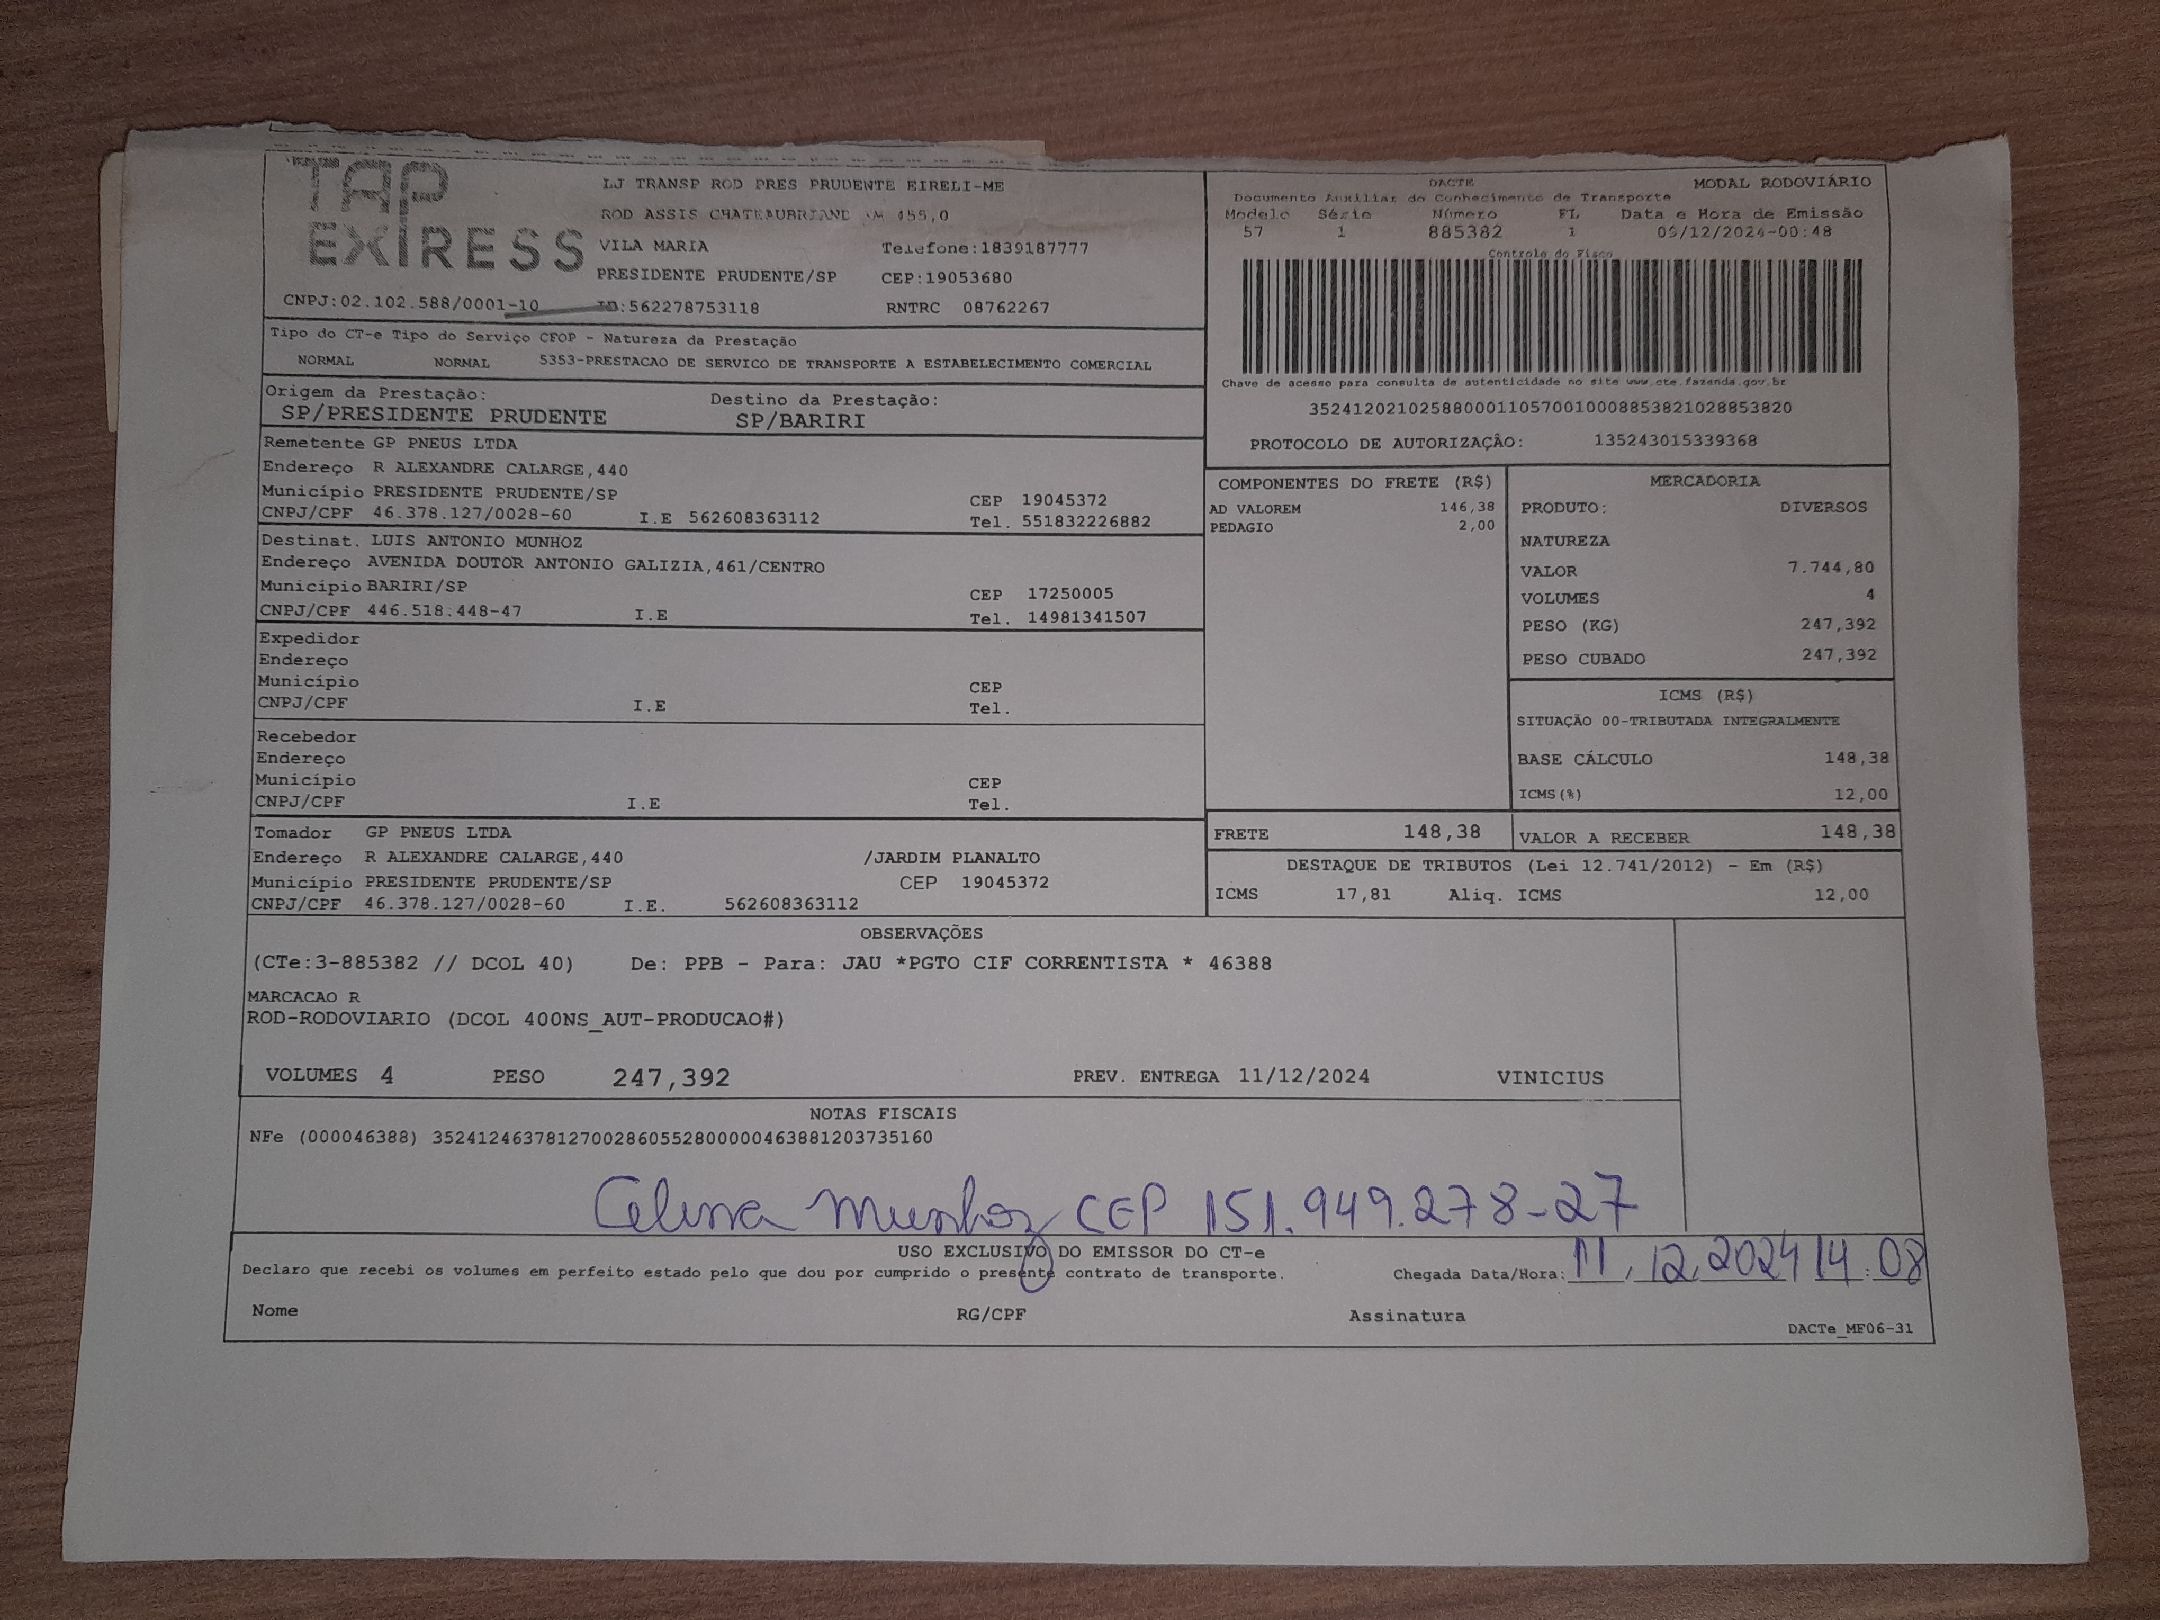 TAP
EXPRESS
LJ TRANSP ROD PRES PRUDENTE EIRELI-ME
ROD ASSIS CHATEAUBRIAND KM 455,0
VILA MARIA Telefone:1839187777
PRESIDENTE PRUDENTE/SP CEP:19053680
CNPJ:02.102.588/0001-10 :562278753118 RNTRC 08762267
DACTE MODAL RODOVIÁRIO
Documento Auxiliar do Conhecimento de Transporte
Modelo Série Número FL Data e Hora de Emissão
57 1 885382 1 /12/2024-00:48
Controle do Fisco
Chave de acesso para consulta de autenticidade no site www.cte.fazenda.gov.br
35241202102588000110570010008853821028853820
PROTOCOLO DE AUTORIZAÇÃO: 135243015339368
Tipo do CT-e Tipo do Serviço CFOP - Natureza da Prestação
NORMAL NORMAL 5353-PRESTACAO DE SERVICO DE TRANSPORTE A ESTABELECIMENTO COMERCIAL
Origem da Prestação: Destino da Prestação:
SP/PRESIDENTE PRUDENTE SP/BARIRI
Remetente GP PNEUS LTDA
Endereço R ALEXANDRE CALARGE,440
Município PRESIDENTE PRUDENTE/SP CEP 19045372
CNPJ/CPF 46.378.127/0028-60 I.E 562608363112 Tel. 551832226882
Destinat. LUIS ANTONIO MUNHOZ
Endereço AVENIDA DOUTOR ANTONIO GALIZIA,461/CENTRO
Município BARIRI/SP CEP 17250005
CNPJ/CPF 446.518.448-47 I.E Tel. 14981341507
Expedidor
Endereço
Município CEP
CNPJ/CPF I.E Tel.
Recebedor
Endereço
Município CEP
CNPJ/CPF I.E Tel.
Tomador GP PNEUS LTDA
Endereço R ALEXANDRE CALARGE,440 /JARDIM PLANALTO
Município PRESIDENTE PRUDENTE/SP CEP 19045372
CNPJ/CPF 46.378.127/0028-60 I.E. 562608363112
COMPONENTES DO FRETE (R$)
AD VALOREM 146,38
PEDAGIO 2,00
MERCADORIA
PRODUTO: DIVERSOS
NATUREZA
VALOR 7.744,80
VOLUMES 4
PESO (KG) 247,392
PESO CUBADO 247,392
ICMS (R$)
SITUAÇÃO 00-TRIBUTADA INTEGRALMENTE
BASE CÁLCULO 148,38
ICMS(%) 12,00
FRETE 148,38 VALOR A RECEBER 148,38
DESTAQUE DE TRIBUTOS (Lei 12.741/2012) - Em (R$)
ICMS 17,81 Aliq. ICMS 12,00
OBSERVAÇÕES
(CTe:3-885382 // DCOL 40) De: PPB - Para: JAU *PGTO CIF CORRENTISTA * 46388
MARCACAO R
ROD-RODOVIARIO (DCOL 400NS_AUT-PRODUCAO#)
VOLUMES 4 PESO 247,392 PREV. ENTREGA 11/12/2024 VINICIUS
NOTAS FISCAIS
NFe (000046388) 35241246378127002860552800000463881203735160
Celina Munhoz CEP 151.949.278-27
USO EXCLUSIVO DO EMISSOR DO CT-e
Declaro que recebi os volumes em perfeito estado pelo que dou por cumprido o presente contrato de transporte. Chegada Data/Hora: 11.12.2024 14:08
Nome RG/CPF Assinatura
DACTe_MF06-31